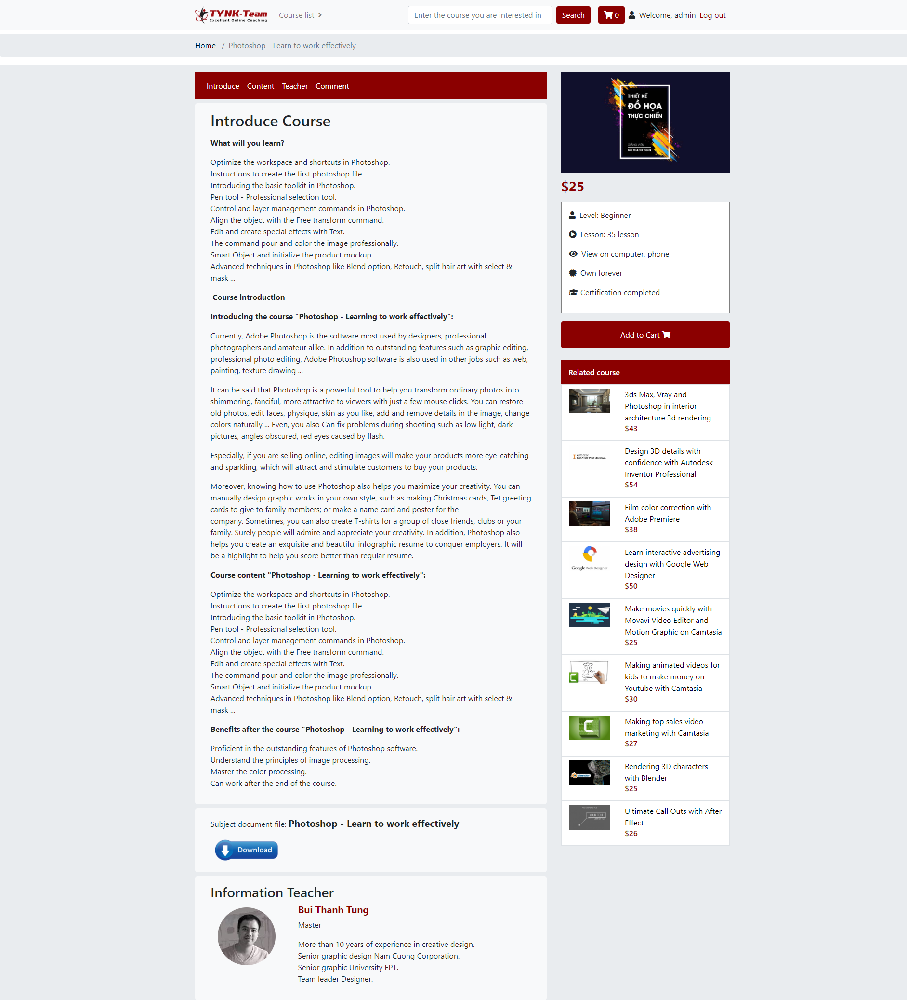 TYNK-Team
Excellent Online Coaching
Course list
Enter the course you are interested in
Search
0
Welcome, admin
Log out
Home / Photoshop - Learn to work effectively
Introduce Content Teacher Comment
Introduce Course
What will you learn?
Optimize the workspace and shortcuts in Photoshop.
Instructions to create the first photoshop file.
Introducing the basic toolkit in Photoshop.
Pen tool - Professional selection tool.
Control and layer management commands in Photoshop.
Align the object with the Free transform command.
Edit and create special effects with Text.
The command pour and color the image professionally.
Smart Object and initialize the product mockup.
Advanced techniques in Photoshop like Blend option, Retouch, split hair art with select &
mask ...
Course introduction
Introducing the course "Photoshop - Learning to work effectively":
Currently, Adobe Photoshop is the software most used by designers, professional
photographers and amateur alike. In addition to outstanding features such as graphic editing,
professional photo editing, Adobe Photoshop software is also used in other jobs such as web,
painting, texture drawing ...
It can be said that Photoshop is a powerful tool to help you transform ordinary photos into
shimmering, fanciful, more attractive to viewers with just a few mouse clicks. You can restore
old photos, edit faces, physique, skin as you like, add and remove details in the image, change
colors naturally ... Even, you also Can fix problems during shooting such as low light, dark
pictures, angles obscured, red eyes caused by flash.
Especially, if you are selling online, editing images will make your products more eye-catching
and sparkling, which will attract and stimulate customers to buy your products.
Moreover, knowing how to use Photoshop also helps you maximize your creativity. You can
manually design graphic works in your own style, such as making Christmas cards, Tet greeting
cards to give to family members; or make a name card and poster for the
company. Sometimes, you can also create T-shirts for a group of close friends, clubs or your
family. Surely people will admire and appreciate your creativity. In addition, Photoshop also
helps you create an exquisite and beautiful infographic resume to conquer employers. It will
be a highlight to help you score better than regular resume.
Course content "Photoshop - Learning to work effectively":
Optimize the workspace and shortcuts in Photoshop.
Instructions to create the first photoshop file.
Introducing the basic toolkit in Photoshop.
Pen tool - Professional selection tool.
Control and layer management commands in Photoshop.
Align the object with the Free transform command.
Edit and create special effects with Text.
The command pour and color the image professionally.
Smart Object and initialize the product mockup.
Advanced techniques in Photoshop like Blend option, Retouch, split hair art with select &
mask ...
Benefits after the course "Photoshop - Learning to work effectively":
Proficient in the outstanding features of Photoshop software.
Understand the principles of image processing.
Master the color processing.
Can work after the end of the course.
Subject document file: Photoshop - Learn to work effectively
Download
Information Teacher
Bui Thanh Tung
Master
More than 10 years of experience in creative design.
Senior graphic design Nam Cuong Corporation.
Senior graphic University FPT.
Team leader Designer.
THIẾT KẾ
ĐỒ HỌA
THỰC CHIẾN
GIẢNG VIÊN
BÙI THANH TÙNG
$25
Level: Beginner
Lesson: 35 lesson
View on computer, phone
Own forever
Certification completed
Add to Cart
Related course
3ds Max, Vray and
Photoshop in interior
architecture 3d rendering
$43
AUTODESK
INVENTOR PROFESSIONAL
Design 3D details with
confidence with Autodesk
Inventor Professional
$54
Film color correction with
Adobe Premiere
$38
Google Web Designer
Learn interactive advertising
design with Google Web
Designer
$50
Make movies quickly with
Movavi Video Editor and
Motion Graphic on Camtasia
$25
Making animated videos for
kids to make money on
Youtube with Camtasia
$30
Making top sales video
marketing with Camtasia
$27
blender
Rendering 3D characters
with Blender
$25
YOUR TEXT
Ultimate Call Outs with After
Effect
$26